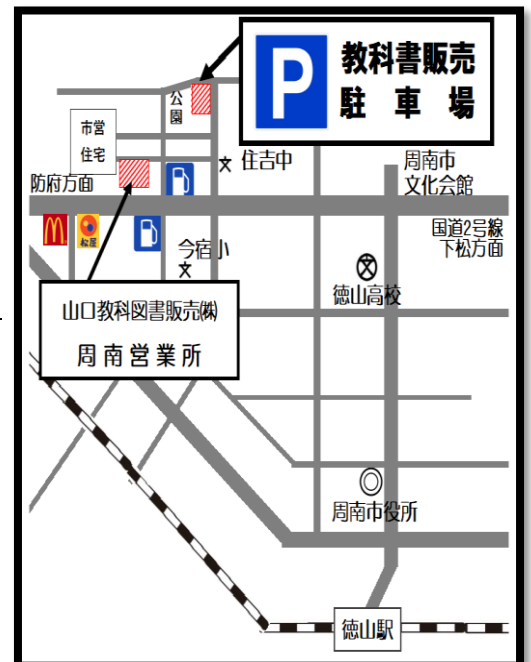 P
教科書販売
駐車場
公園
市営
住宅
住吉中
防府方面
周南市
文化会館
国道2号線
下松方面
M
松屋
今宿小
徳山高校
山口教科図書販売㈱
周南営業所
周南市役所
徳山駅